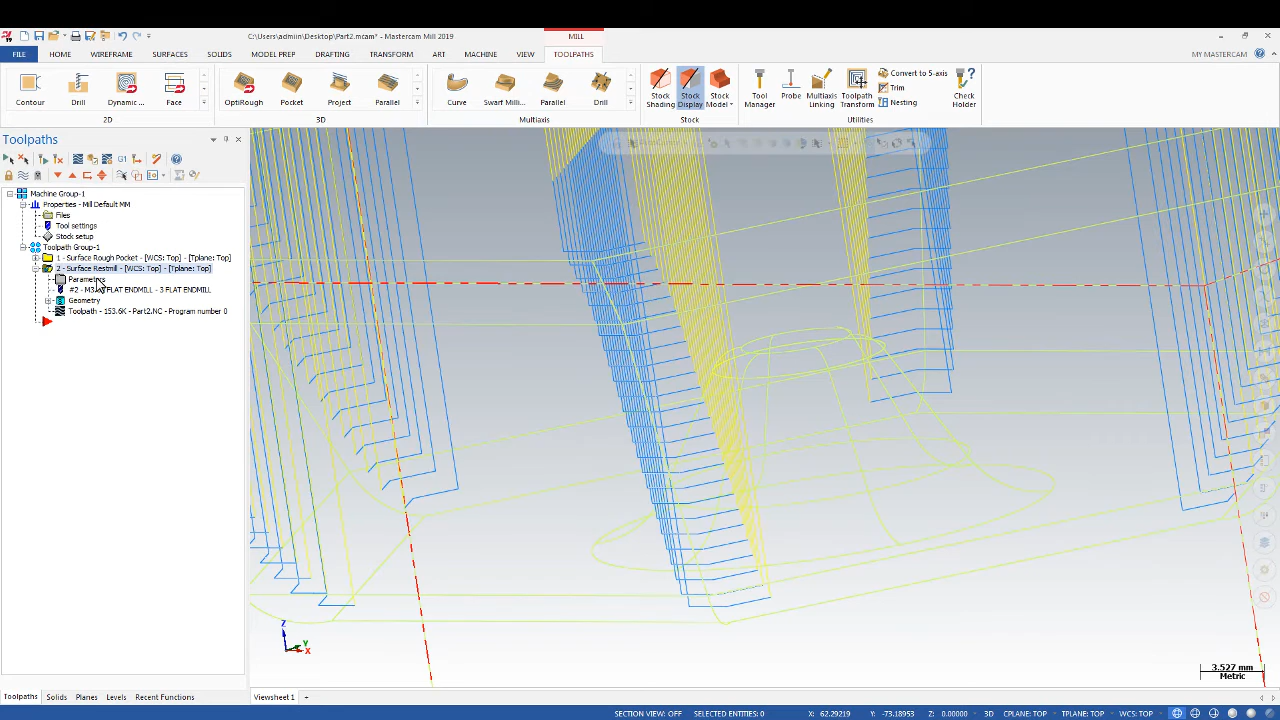 C:\Users\admiin\Desktop\Part2.mcam* - Mastercam Mill 2019
MILL
FILE HOME WIREFRAME SURFACES SOLIDS MODEL PREP DRAFTING TRANSFORM ART MACHINE VIEW TOOLPATHS MY MASTERCAM
Contour Drill Dynamic ... Face
2D
OptiRough Pocket Project Parallel
3D
Curve Swarf Milli... Parallel Drill
Multiaxis
Stock Shading
Stock Display
Stock Model
Stock
Tool Manager
Probe
Multiaxis Linking
Toolpath Transform
Convert to 5-axis
Trim
Nesting
Check Holder
Utilities
Toolpaths
G1
Machine Group-1
Properties - Mill Default MM
Files
Tool settings
Stock setup
Toolpath Group-1
1 - Surface Rough Pocket - [WCS: Top] - [Tplane: Top]
2 - Surface Restmill - [WCS: Top] - [Tplane: Top]
Parameters
#2 - M3. FLAT ENDMILL - 3 FLAT ENDMILL
Geometry
Toolpath - 153.6K - Part2.NC - Program number 0
Z
Y
X
3.527 mm
Metric
Toolpaths Solids Planes Levels Recent Functions
Viewsheet 1 +
SECTION VIEW: OFF SELECTED ENTITIES: 0 X: 62.29219 Y: -73.18953 Z: 0.00000 3D CPLANE: TOP TPLANE: TOP WCS: TOP